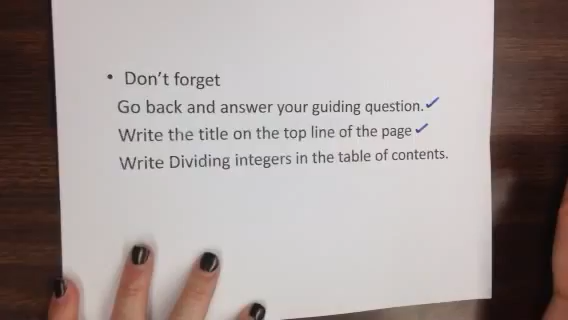 • Don't forget
Go back and answer your guiding question. ✓
Write the title on the top line of the page ✓
Write Dividing integers in the table of contents.